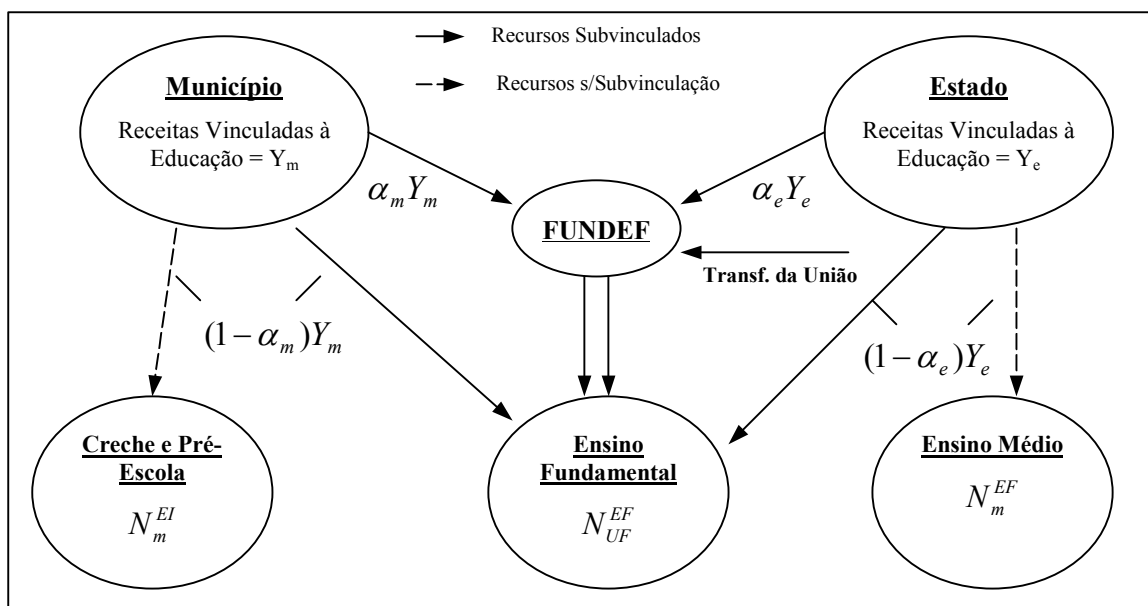 Recursos Subvinculados
Recursos s/Subvinculação
Município
Receitas Vinculadas à
Educação = Yₘ
Estado
Receitas Vinculadas à
Educação = Yₑ
αₘYₘ
αₑYₑ
FUNDEF
Transf. da União
(1−αₘ)Yₘ
(1−αₑ)Yₑ
Creche e Pré-
Escola
N_m^{EI}
Ensino
Fundamental
N_{UF}^{EF}
Ensino Médio
N_m^{EF}